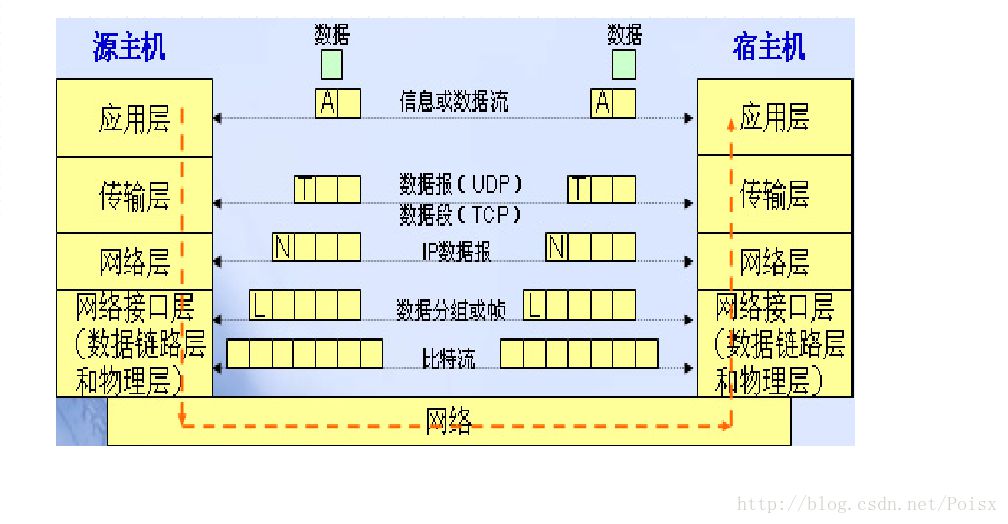 源主机
数据
数据
宿主机
应用层
A
信息或数据流
A
应用层
传输层
T
数据报(UDP)
T
传输层
数据段(TCP)
网络层
N
IP数据报
N
网络层
网络接口层
(数据链路层
和物理层)
L
数据分组或帧
L
比特流
网络接口层
(数据链路层
和物理层)
网络
http://blog.csdn.net/Poisx